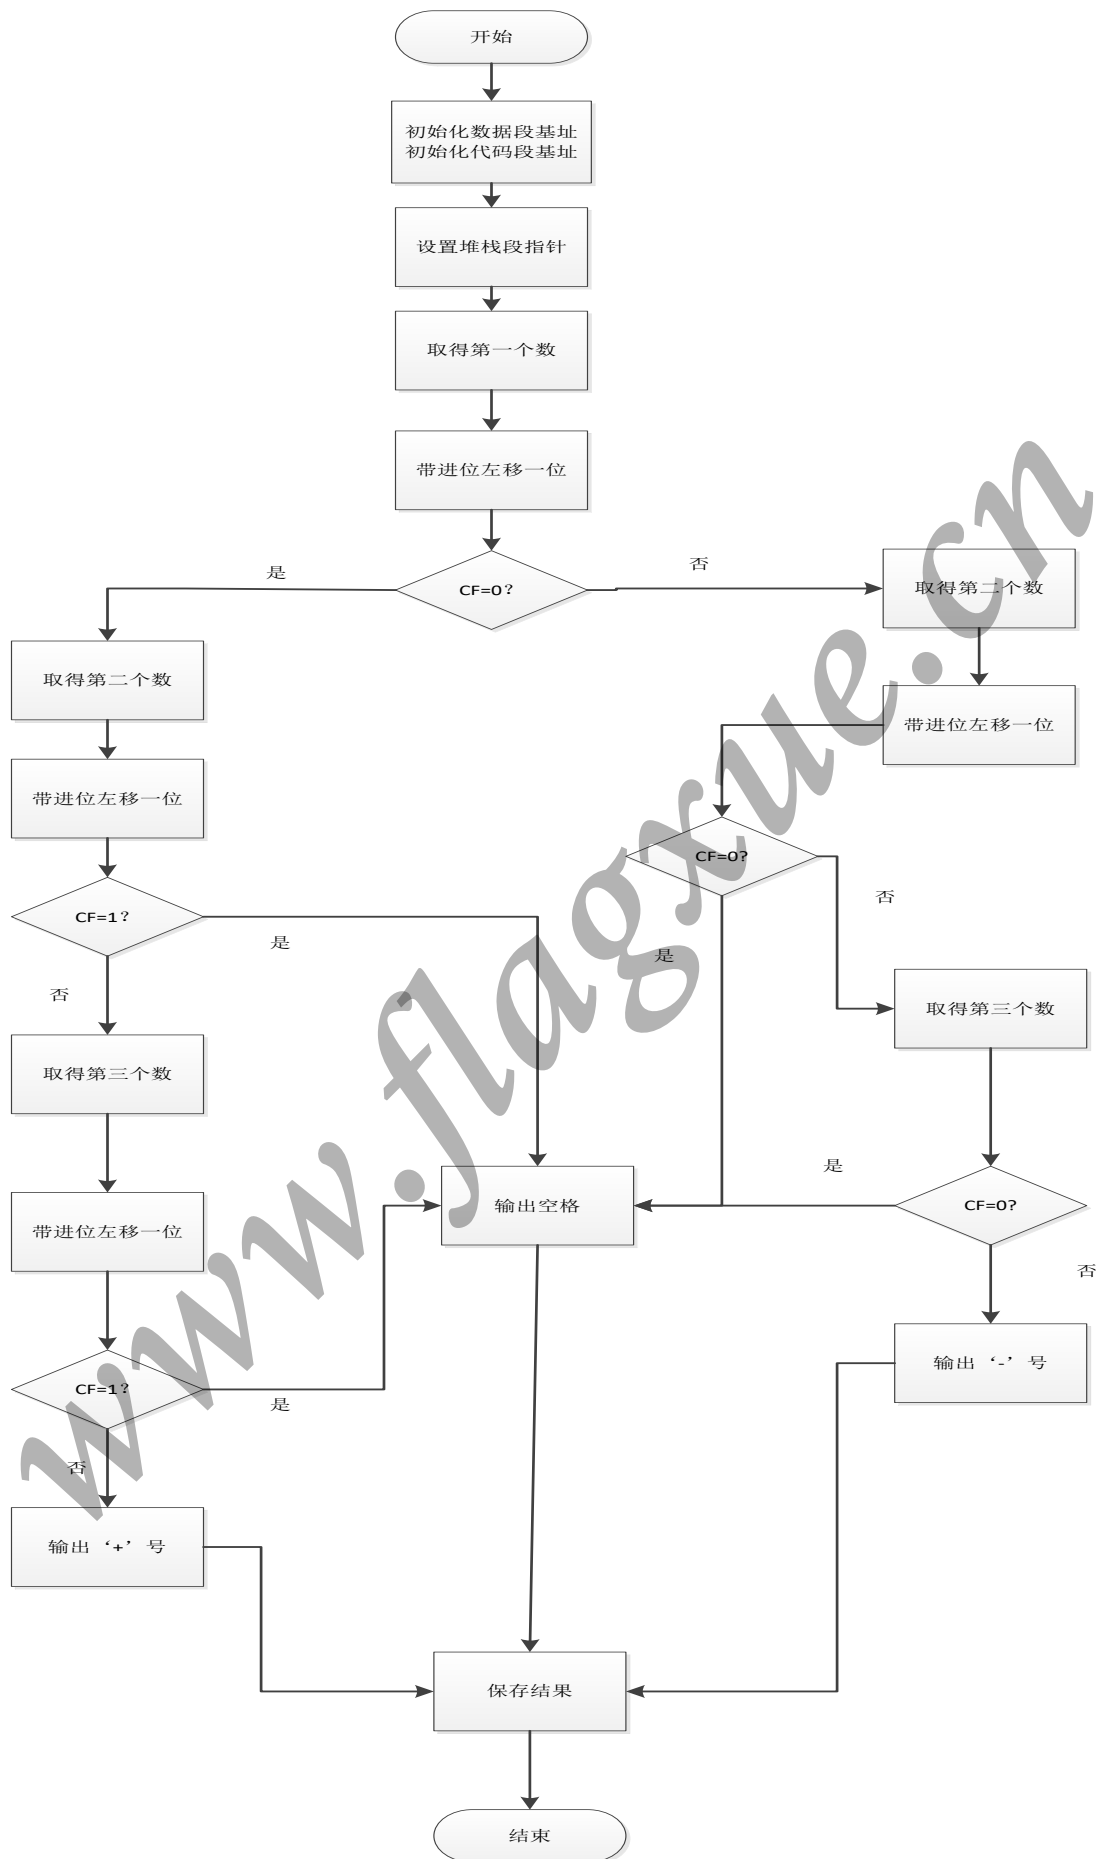 开始
初始化数据段基址
初始化代码段基址
设置堆栈段指针
取得第一个数
带进位左移一位
CF=0？
是
否
取得第二个数
取得第二个数
带进位左移一位
带进位左移一位
CF=0?
CF=1？
是
否
是
否
取得第三个数
取得第三个数
带进位左移一位
输出空格
是
CF=0?
否
CF=1？
是
输出‘-’号
否
输出‘+’号
保存结果
结束
www.flagxue.cn